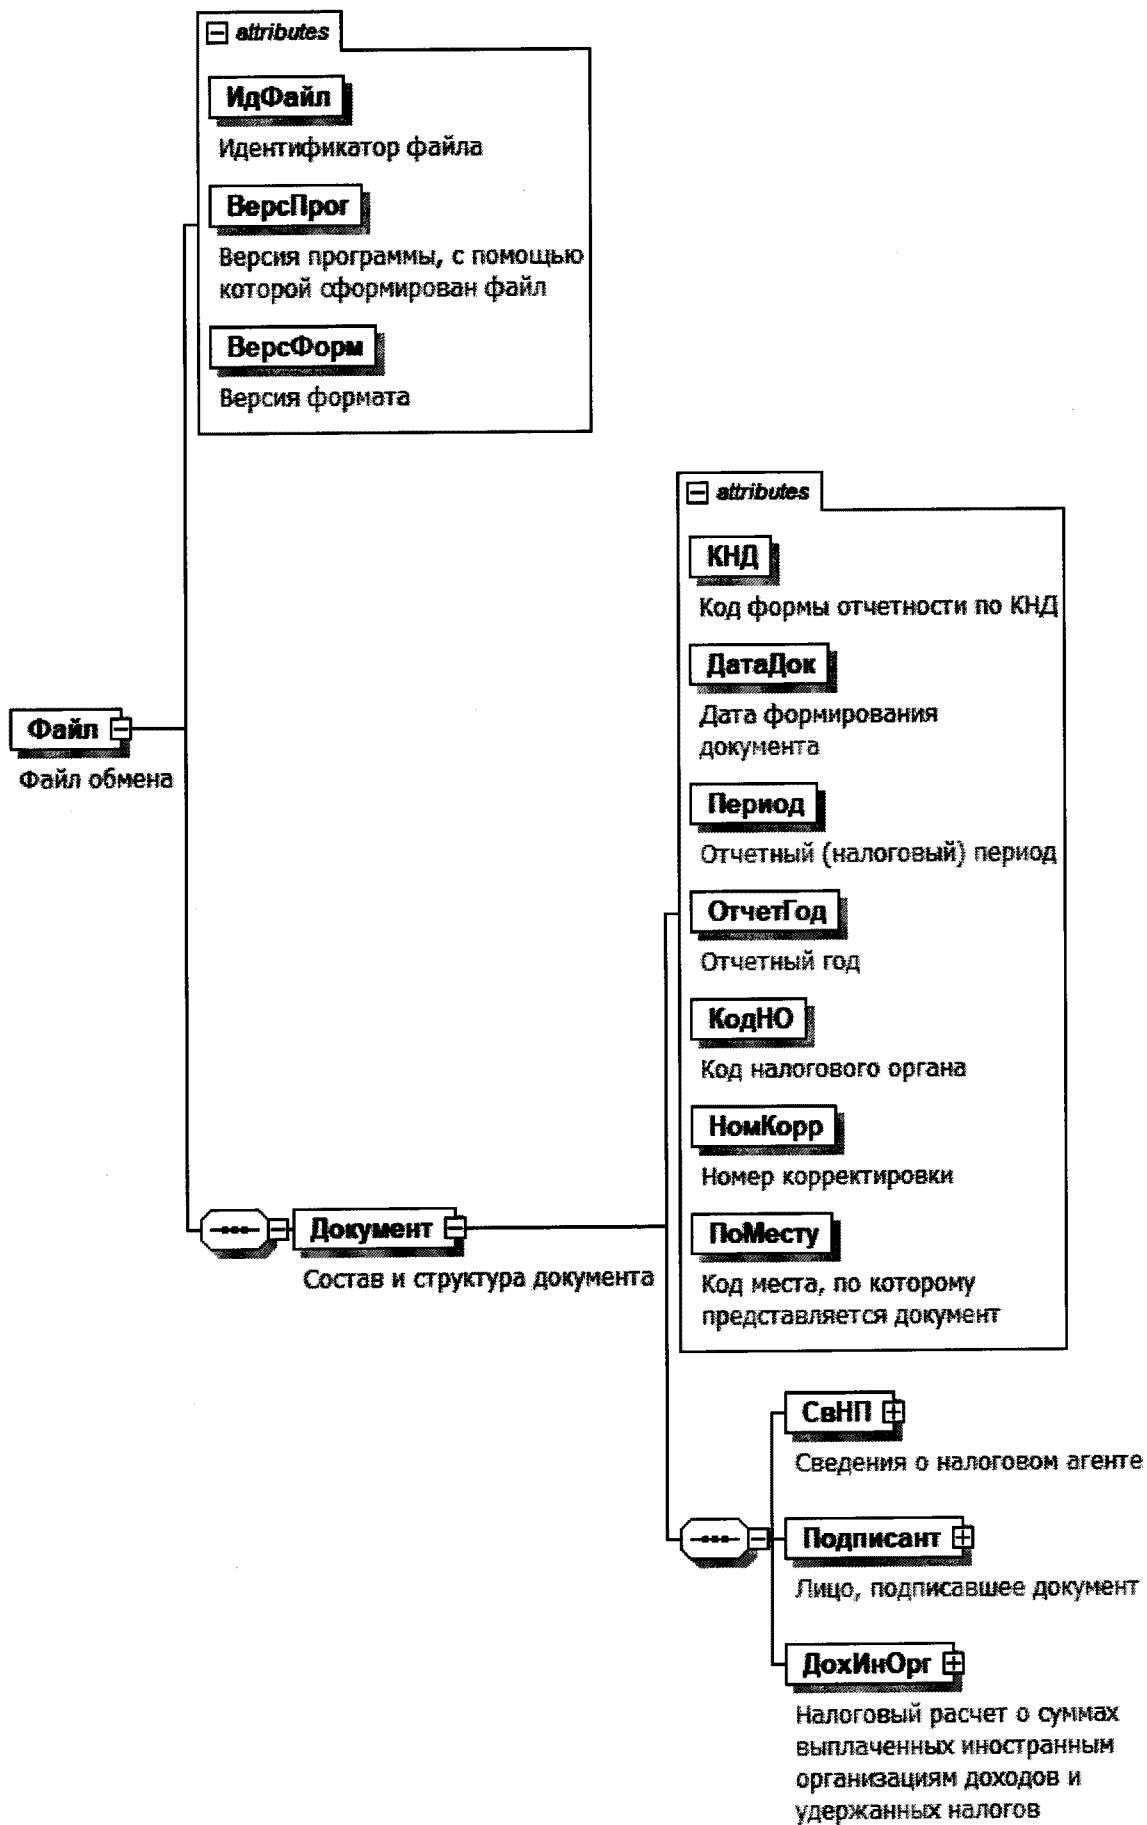 attributes
ИдФайл
Идентификатор файла
ВерсПрог
Версия программы, с помощью
которой сформирован файл
ВерсФорм
Версия формата
attributes
КНД
Код формы отчетности по КНД
ДатаДок
Дата формирования
документа
Период
Отчетный (налоговый) период
ОтчетГод
Отчетный год
КодНО
Код налогового органа
НомКорр
Номер корректировки
ПоМесту
Код места, по которому
представляется документ
Файл
Файл обмена
Документ
Состав и структура документа
СвНП
Сведения о налоговом агенте
Подписант
Лицо, подписавшее документ
ДохИнОрг
Налоговый расчет о суммах
выплаченных иностранным
организациям доходов и
удержанных налогов